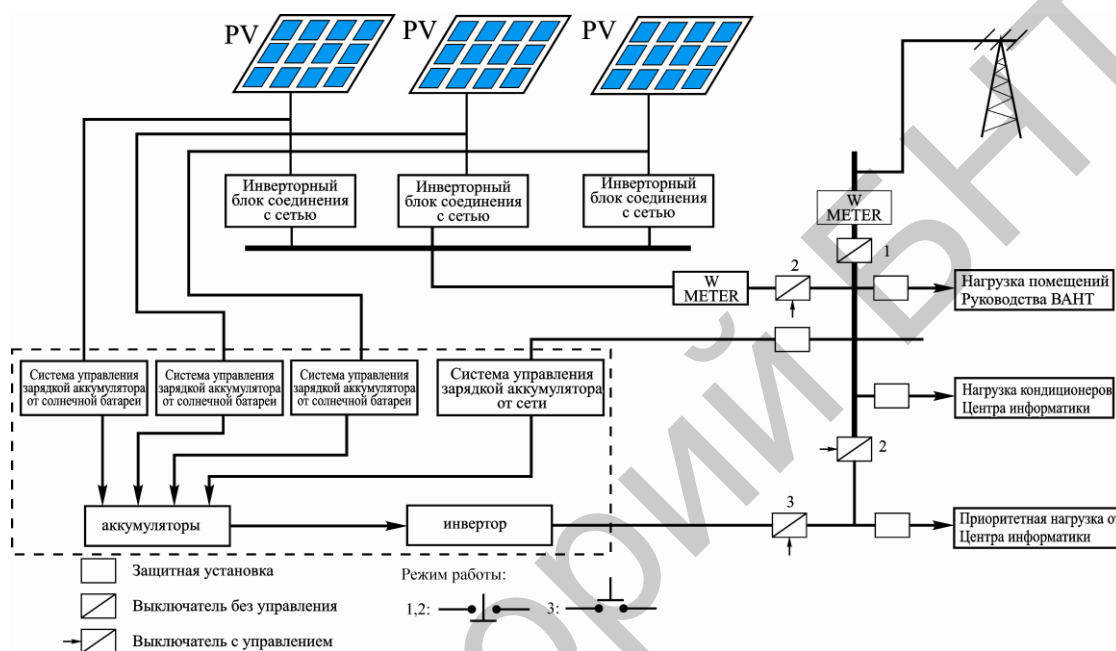 PV
PV
PV
Инверторный
блок соединения
с сетью
Инверторный
блок соединения
с сетью
Инверторный
блок соединения
с сетью
W
METER
1
2
W
METER
Нагрузка помещений
Руководства ВАНТ
Система управления
зарядкой аккумулятора
от солнечной батареи
Система управления
зарядкой аккумулятора
от солнечной батареи
Система управления
зарядкой аккумулятора
от солнечной батареи
Система управления
зарядкой аккумулятора
от сети
Нагрузка кондиционеров
Центра информатики
2
3
аккумуляторы
инвертор
Приоритетная нагрузка от
Центра информатики
Защитная установка
Выключатель без управления
Выключатель с управлением
Режим работы:
1,2:
3:
орий БНТ